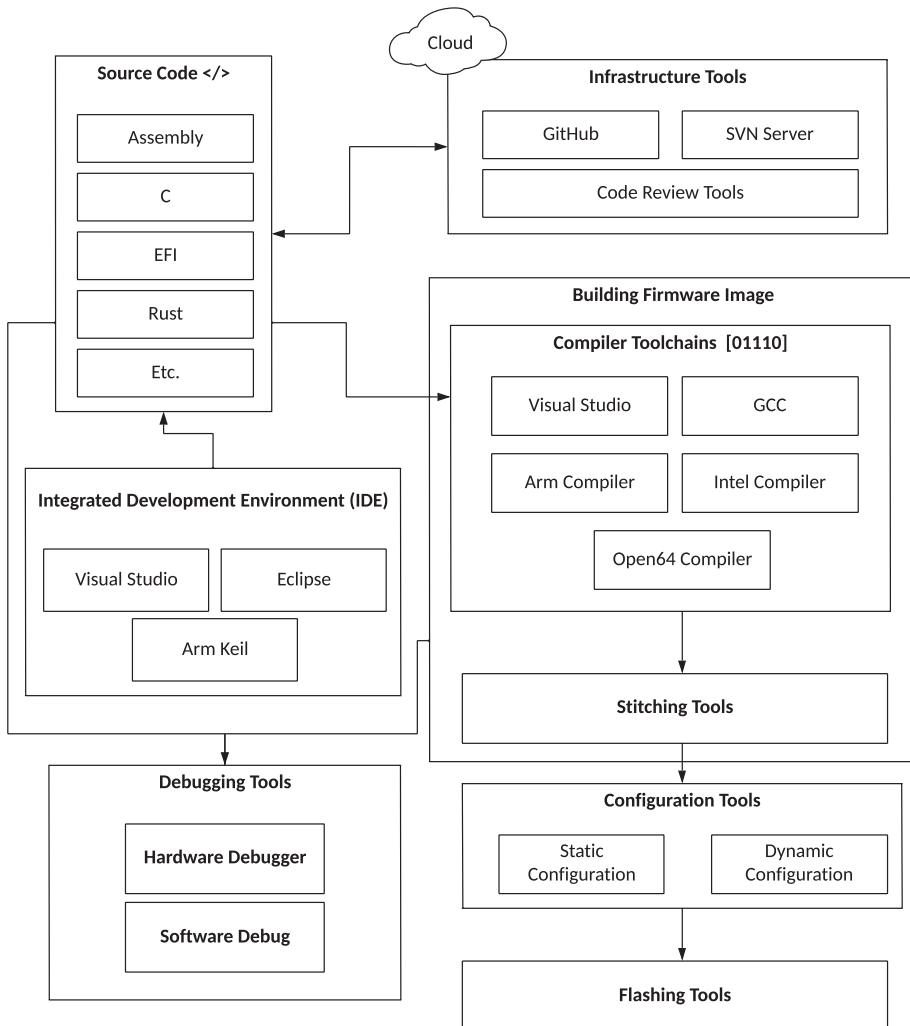 Cloud
Source Code </>
Assembly
C
EFI
Rust
Etc.
Infrastructure Tools
GitHub
SVN Server
Code Review Tools
Building Firmware Image
Compiler Toolchains [01110]
Visual Studio
GCC
Arm Compiler
Intel Compiler
Open64 Compiler
Integrated Development Environment (IDE)
Visual Studio
Eclipse
Arm Keil
Stitching Tools
Debugging Tools
Hardware Debugger
Software Debug
Configuration Tools
Static
Configuration
Dynamic
Configuration
Flashing Tools